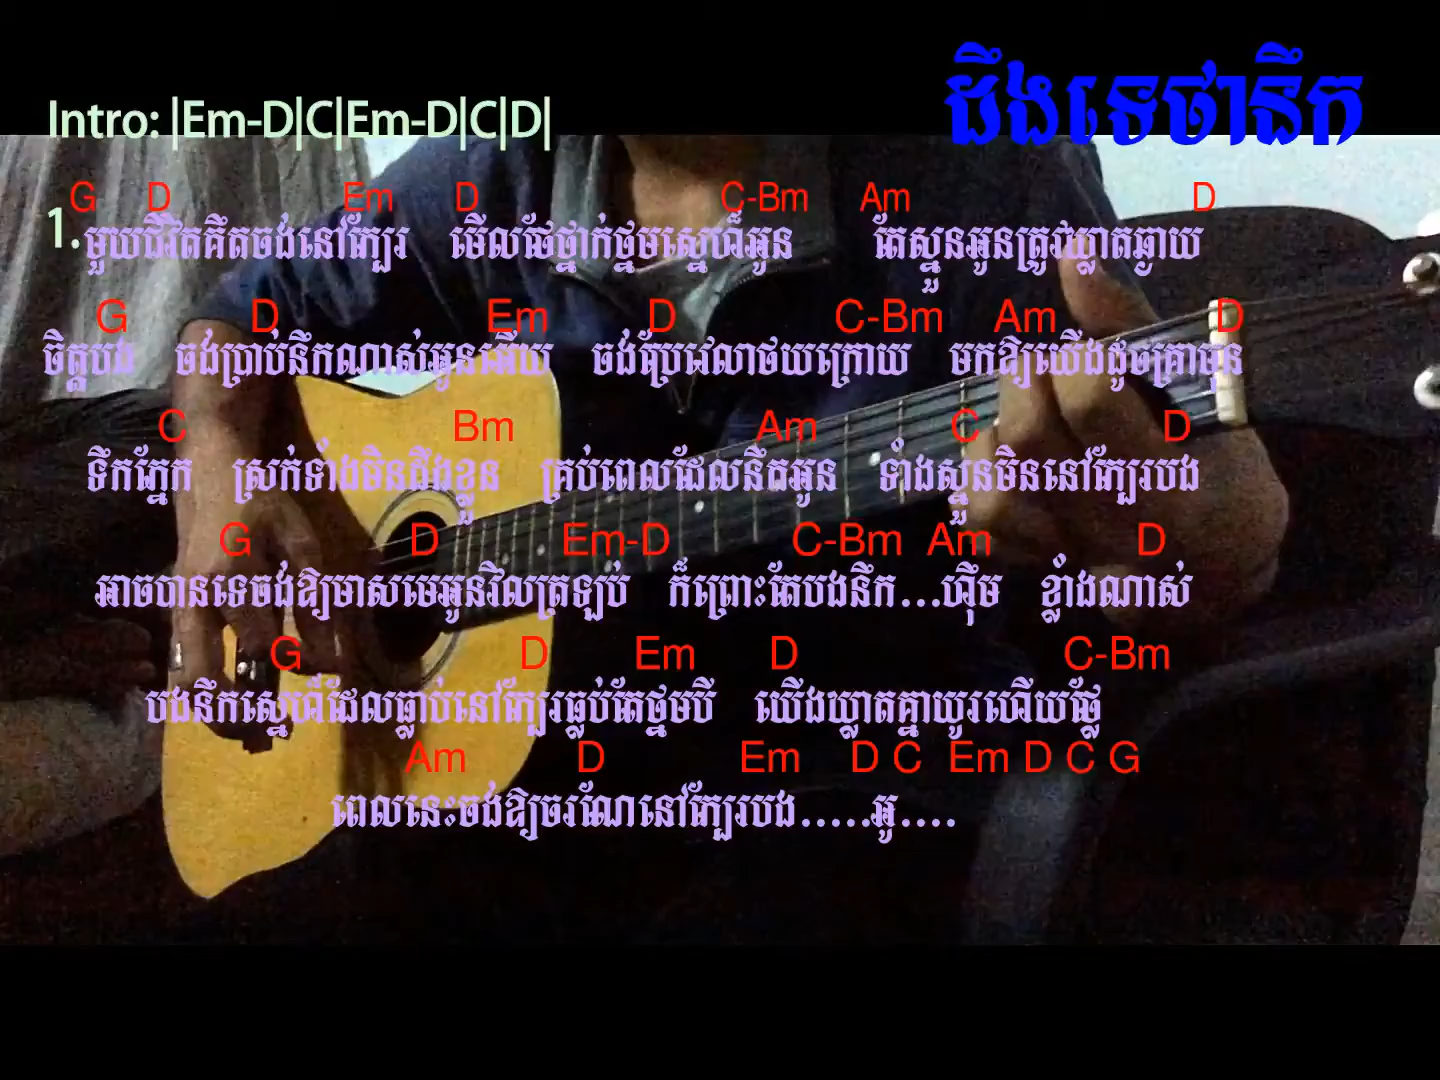 ដឹងទេថានឹក
Intro: |Em-D|C|Em-D|C|D|
G D Em D C-Bm Am D
1. មួយជីវិតគឺតចង់នៅក្បែរ មើលថែថ្នាក់ថ្នមស្នេហ៍អូន តែស្នួនអូនត្រូវឃ្លាតឆ្ងាយ
G D Em D C-Bm Am D
ចិត្តបង ចង់ប្រាប់នឹកណាស់អូនអើយ ចង់ប្រែវេលាថយក្រោយ មកឱ្យយើងដូចគ្រាមុន
C Bm Am C D
ទឹកភ្នែក ស្រក់ទាំងមិនដឹងខ្លួន គ្រប់ពេលដែលនឹកអូន ទាំងស្នួនមិននៅក្បែរបង
G D Em-D C-Bm Am D
អាចបានទេចង់ឱ្យមាសមេអូនវិលត្រឡប់ ក៏ព្រោះតែបងនឹក...ហ៊ឹម ខ្លាំងណាស់
G D Em D C-Bm
បងនឹកស្នេហ៍ដែលធ្លាប់នៅក្បែរធ្លប់តែថ្នមបី យើងឃ្លាតគ្នាយូរហើយថ្លៃ
Am D Em D C Em D C G
ពេលនេះចង់ឱ្យចរណៃនៅក្បែរបង.....អូ....